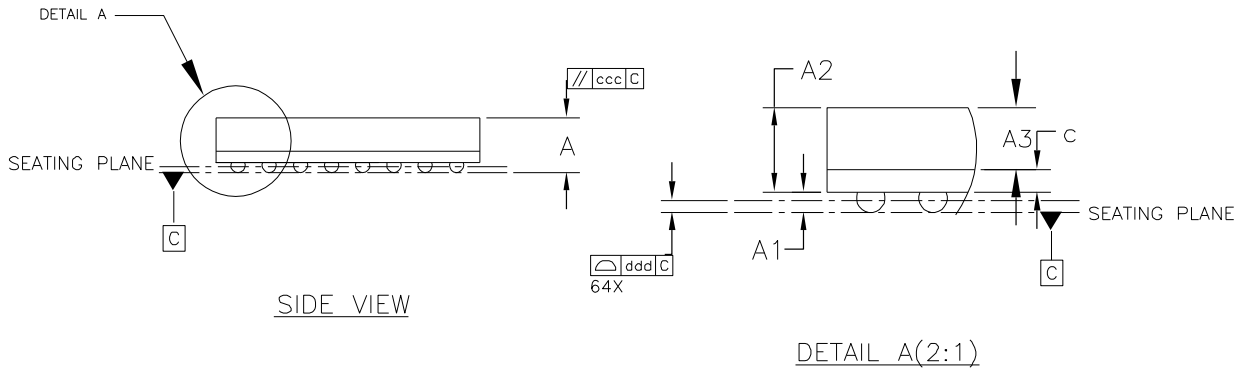 DETAIL A
// ccc C
A
SEATING PLANE
C
SIDE VIEW
A2
A3
c
A1
SEATING PLANE
ddd C
64X
C
DETAIL A(2:1)